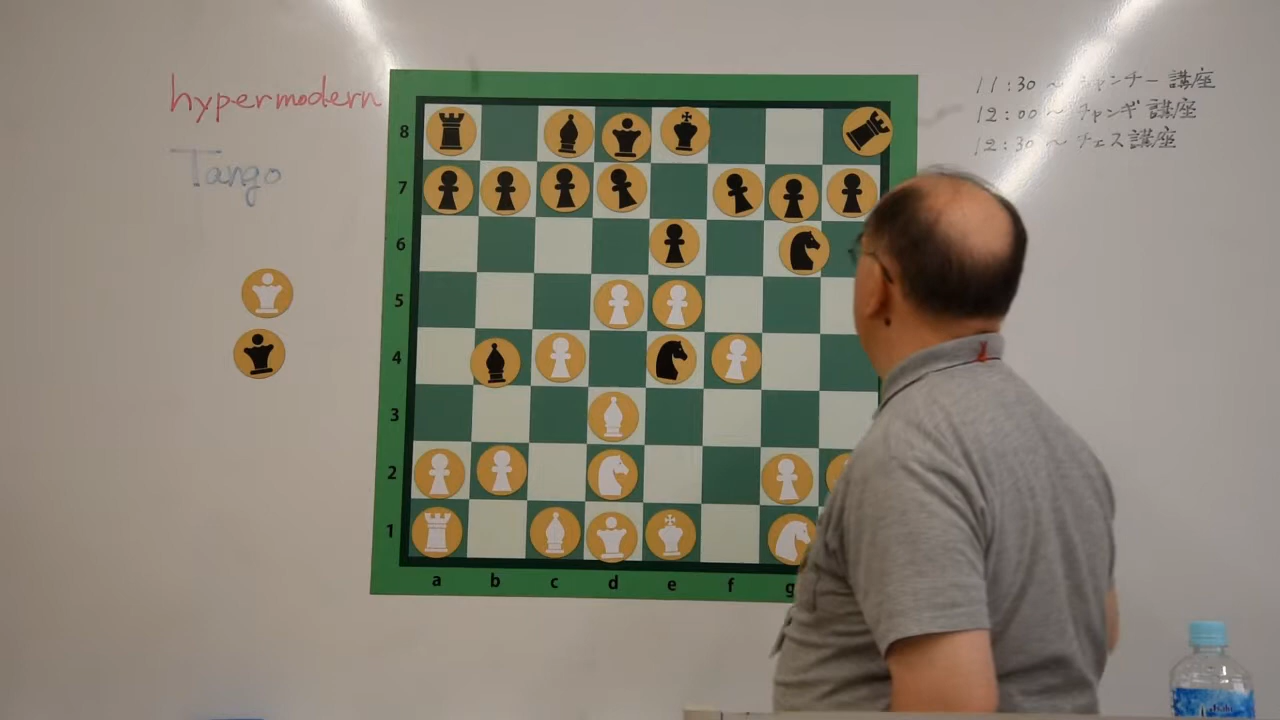 hypermodern
Tango
11:30～シャンチー講座
12:00～チャンギ講座
12:30～チェス講座
8
7
6
5
4
3
2
1
a b c d e f g